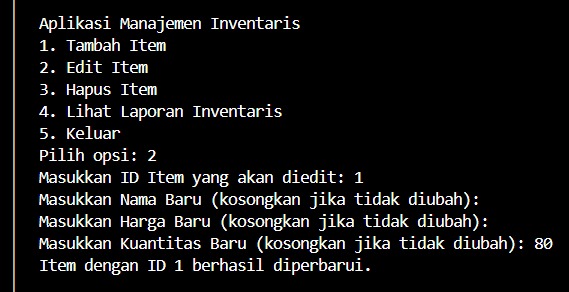 Aplikasi Manajemen Inventaris
1. Tambah Item
2. Edit Item
3. Hapus Item
4. Lihat Laporan Inventaris
5. Keluar
Pilih opsi: 2
Masukkan ID Item yang akan diedit: 1
Masukkan Nama Baru (kosongkan jika tidak diubah):
Masukkan Harga Baru (kosongkan jika tidak diubah):
Masukkan Kuantitas Baru (kosongkan jika tidak diubah): 80
Item dengan ID 1 berhasil diperbarui.